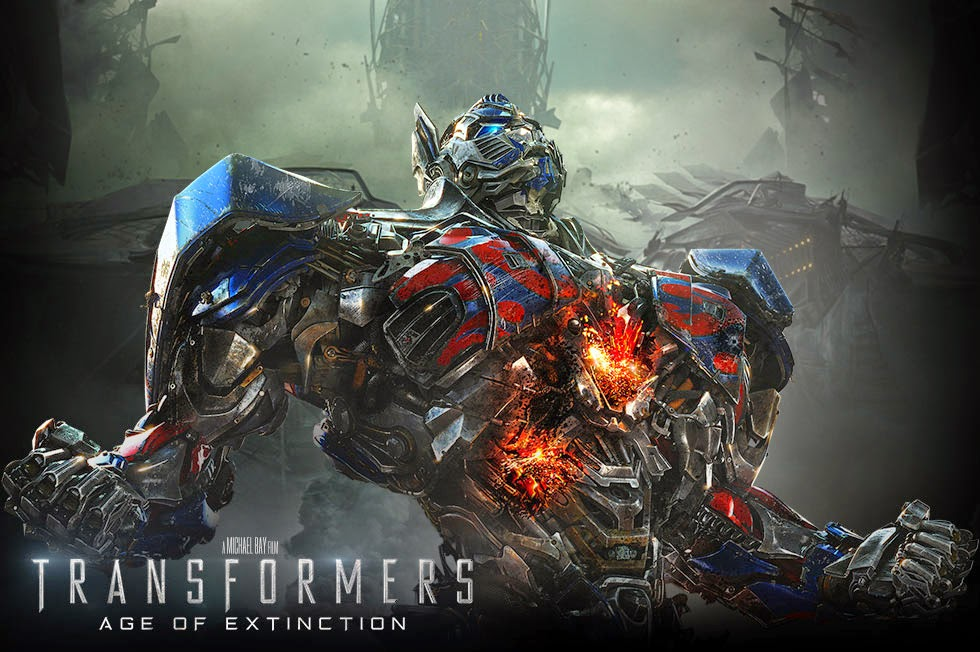 A MICHAEL BAY FILM
TRANSFORMERS
AGE OF EXTINCTION